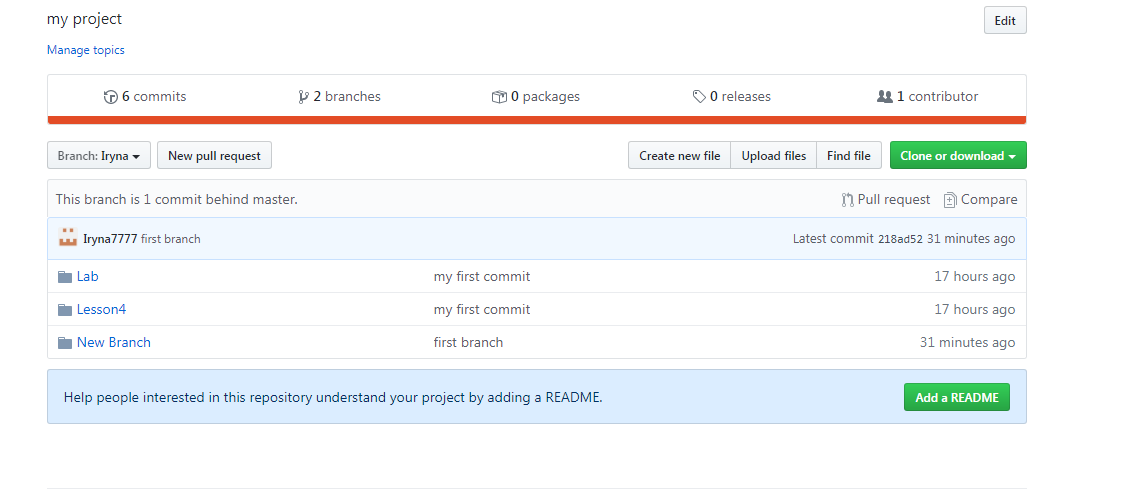 my project
Edit
Manage topics
6 commits 2 branches 0 packages 0 releases 1 contributor
Branch: Iryna New pull request Create new file Upload files Find file Clone or download
This branch is 1 commit behind master. Pull request Compare
Iryna7777 first branch Latest commit 218ad52 31 minutes ago
Lab my first commit 17 hours ago
Lesson4 my first commit 17 hours ago
New Branch first branch 31 minutes ago
Help people interested in this repository understand your project by adding a README. Add a README